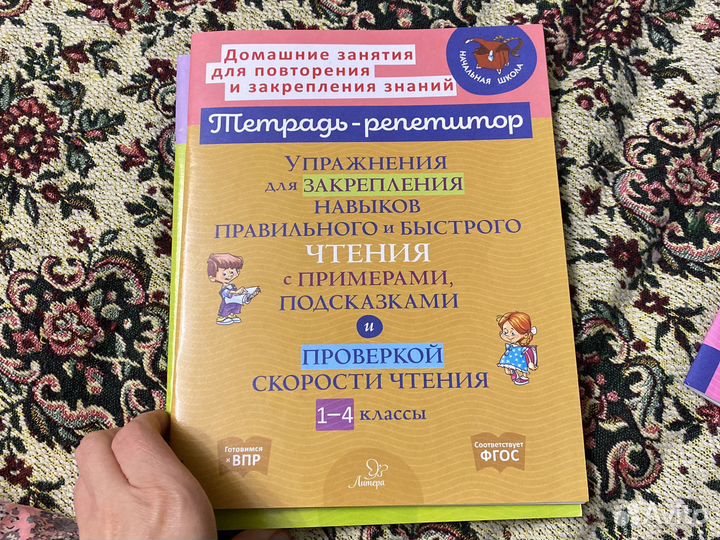 Домашние занятия
для повторения
и закрепления знаний
НАЧАЛЬНАЯ ШКОЛА
Тетрадь-репетитор
УПРАЖНЕНИЯ
для ЗАКРЕПЛЕНИЯ
НАВЫКОВ
ПРАВИЛЬНОГО и БЫСТРОГО
ЧТЕНИЯ
с ПРИМЕРАМИ,
ПОДСКАЗКАМИ
и
ПРОВЕРКОЙ
СКОРОСТИ ЧТЕНИЯ
1–4 классы
Готовимся
к ВПР
Соответствует
ФГОС
Литера
Avito